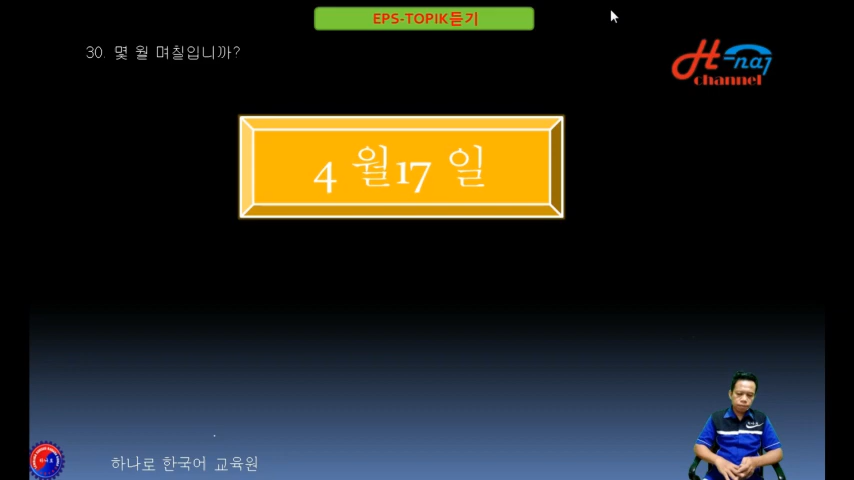 EPS-TOPIK듣기
30. 몇 월 며칠입니까?
H-naj
channel
4 월17 일
하나로 한국어 교육원